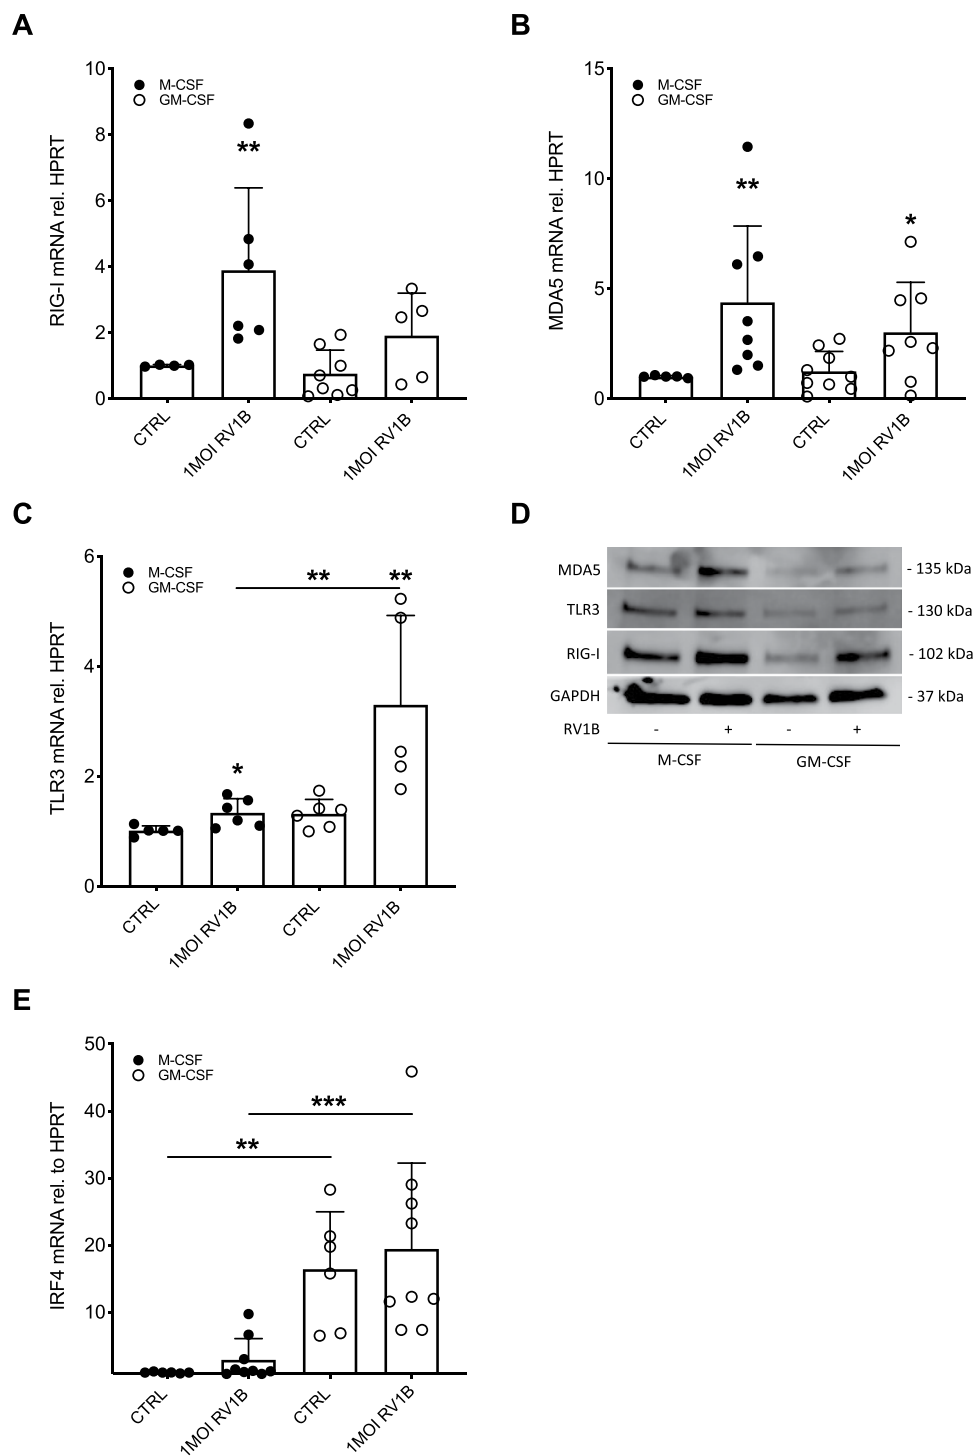 A
RIG-I mRNA rel. HPRT
10
8
6
4
2
0
M-CSF
GM-CSF
**
CTRL
1MOI RV1B
CTRL
1MOI RV1B
B
MDA5 mRNA rel. HPRT
15
10
5
0
M-CSF
GM-CSF
**
*
CTRL
1MOI RV1B
CTRL
1MOI RV1B
C
TLR3 mRNA rel. HPRT
6
4
2
0
M-CSF
GM-CSF
**
**
*
CTRL
1MOI RV1B
CTRL
1MOI RV1B
D
MDA5 - 135 kDa
TLR3 - 130 kDa
RIG-I - 102 kDa
GAPDH - 37 kDa
RV1B - + - +
M-CSF GM-CSF
E
IRF4 mRNA rel. to HPRT
50
40
30
20
10
M-CSF
GM-CSF
***
**
CTRL
1MOI RV1B
CTRL
1MOI RV1B